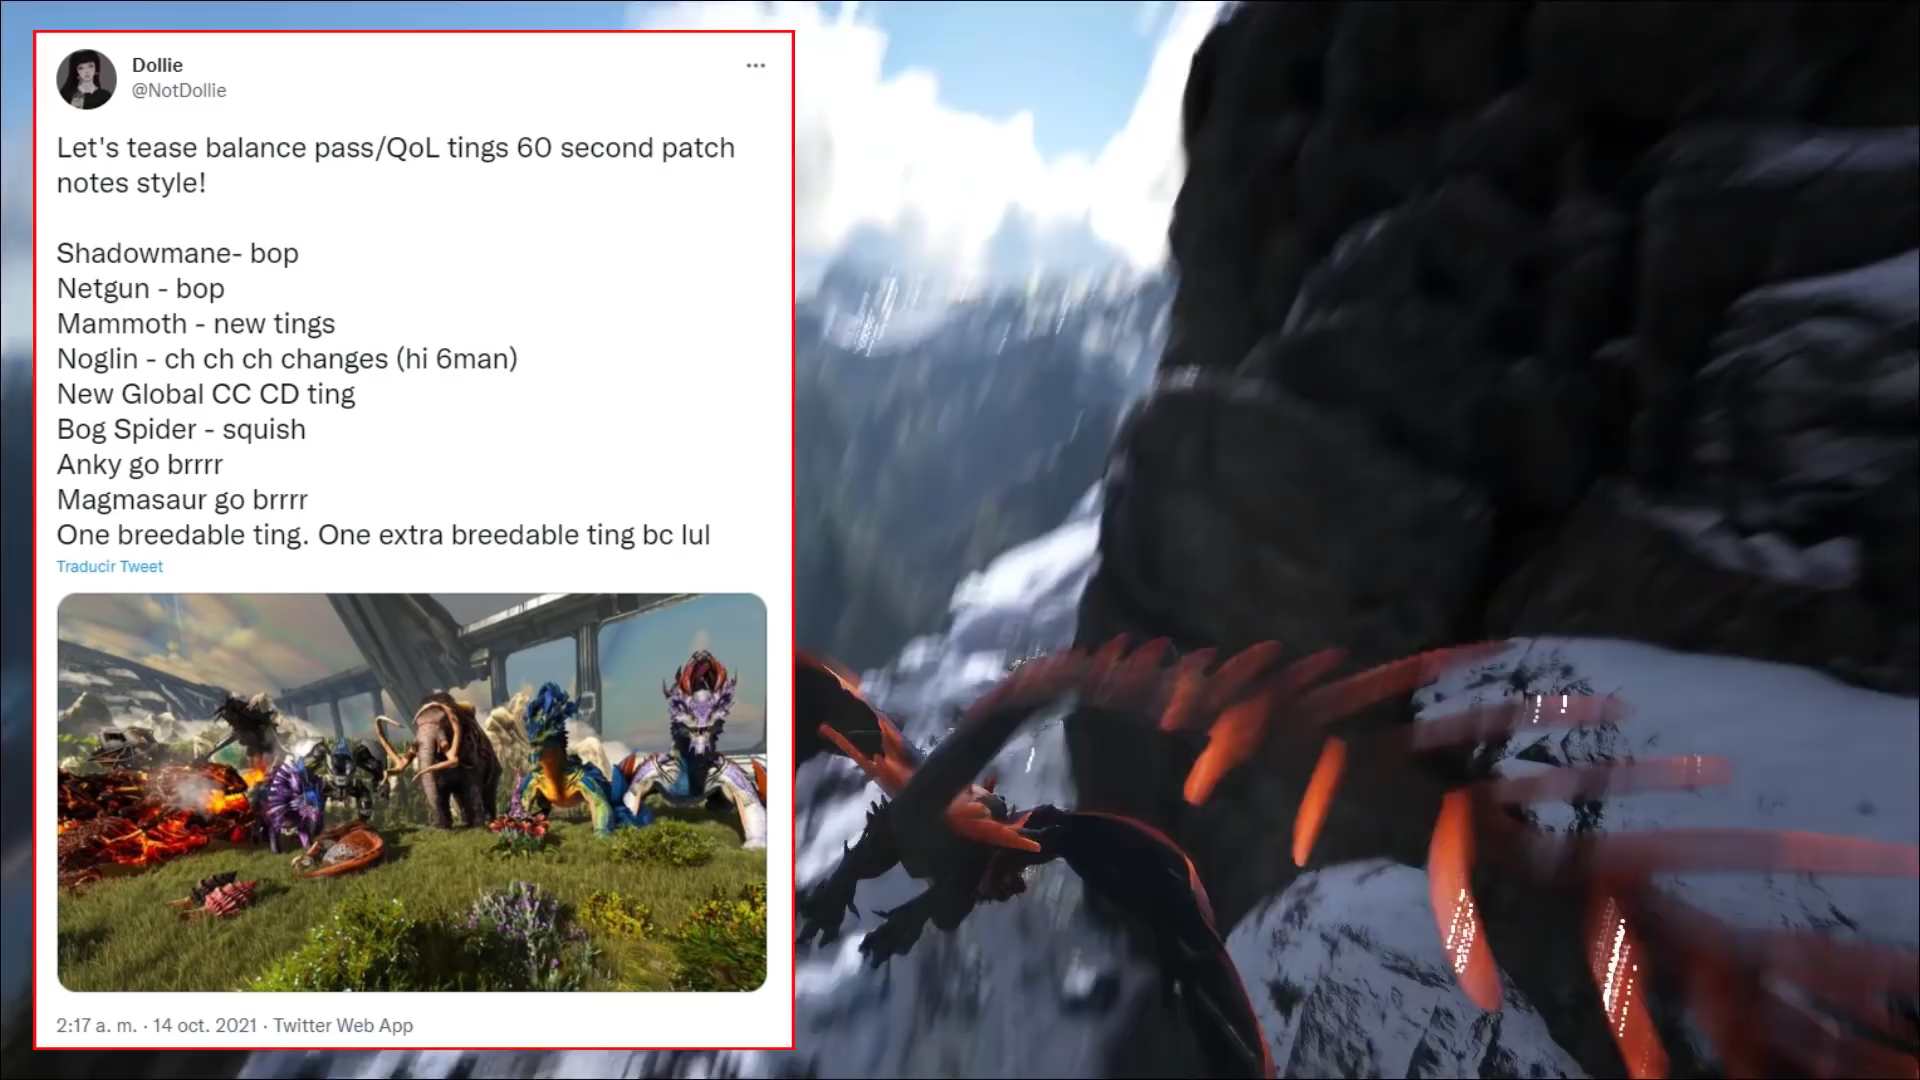 Dollie
@NotDollie
Let's tease balance pass/QoL tings 60 second patch
notes style!
Shadowmane- bop
Netgun - bop
Mammoth - new tings
Noglin - ch ch ch changes (hi 6man)
New Global CC CD ting
Bog Spider - squish
Anky go brrrr
Magmasaur go brrrr
One breedable ting. One extra breedable ting bc lul
Traducir Tweet
2:17 a. m. · 14 oct. 2021 · Twitter Web App